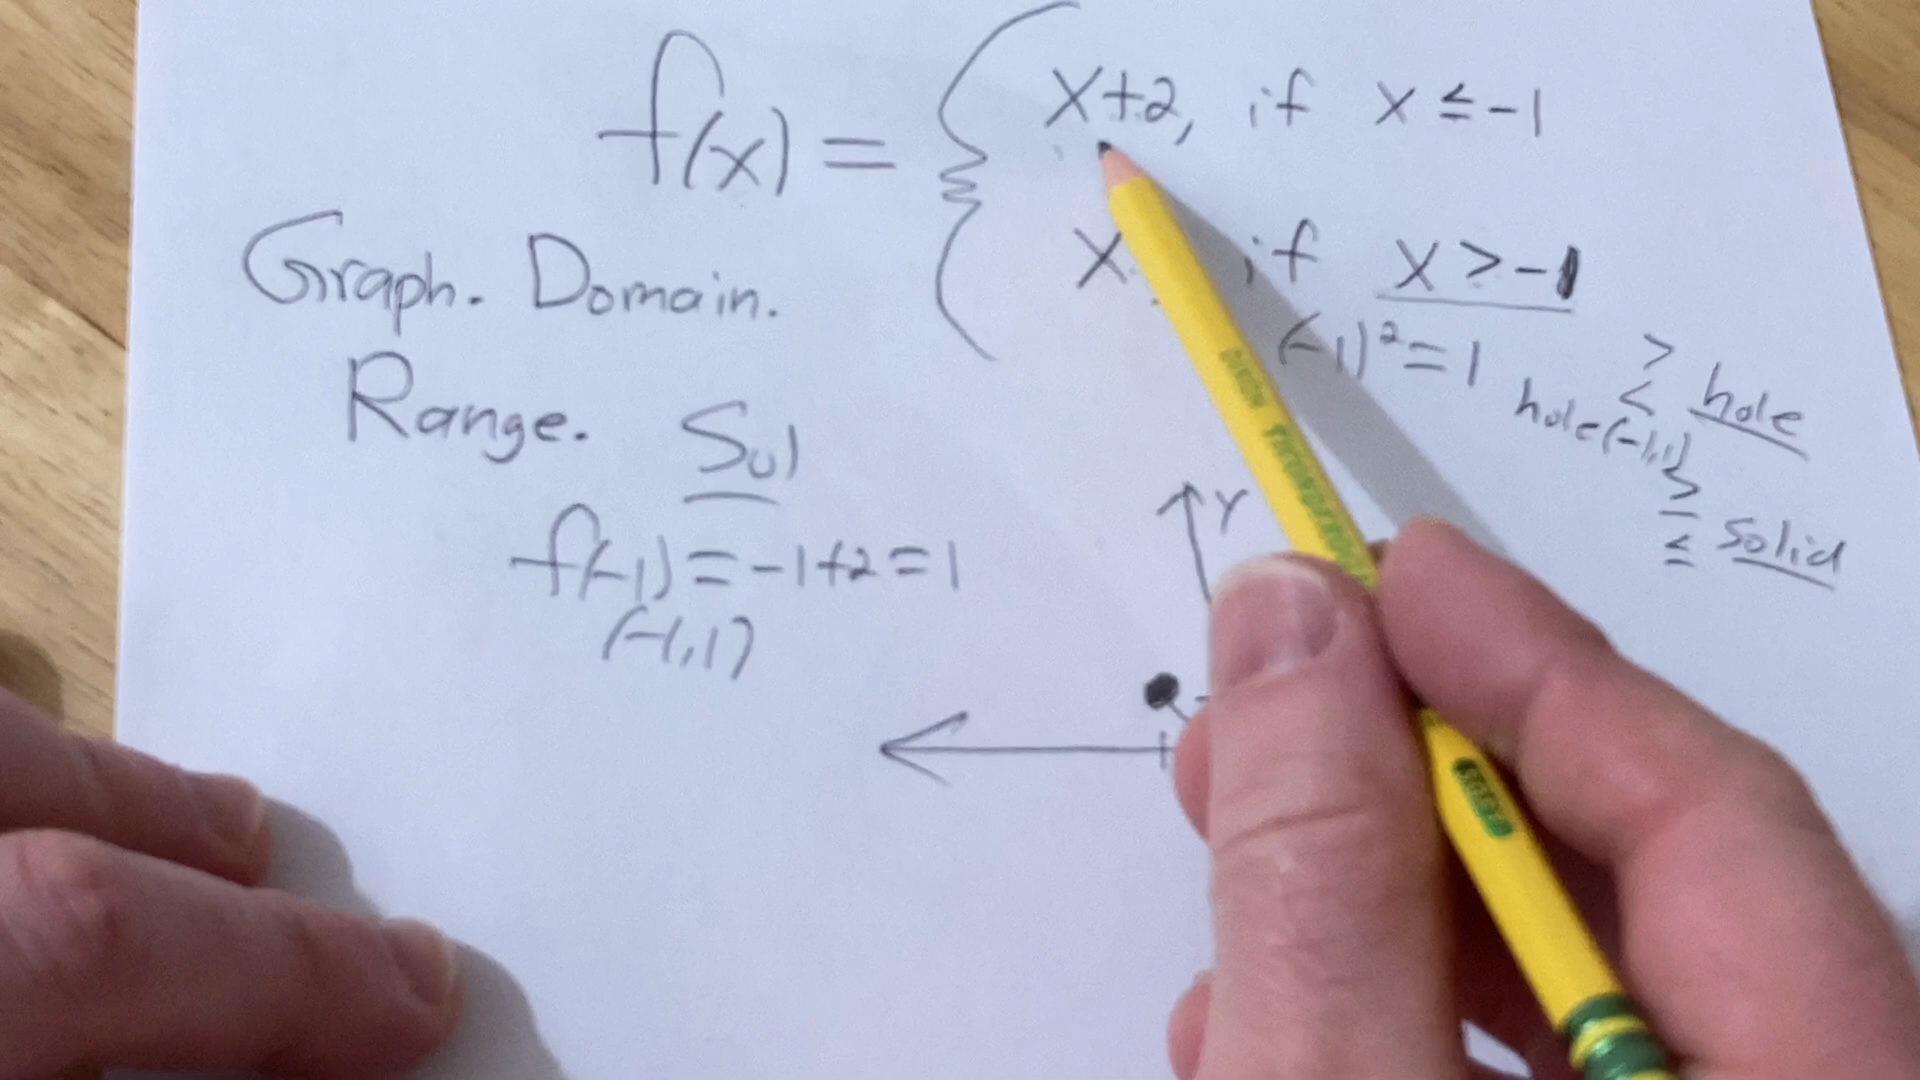 f(x) = { x+2, if x ≤ -1
x if x > -1
Graph. Domain.
Range.
(-1)² = 1
>
< hole
hole (-1,1)
≥
≤ solid
Sol
f(-1) = -1+2 = 1
(-1,1)
Y